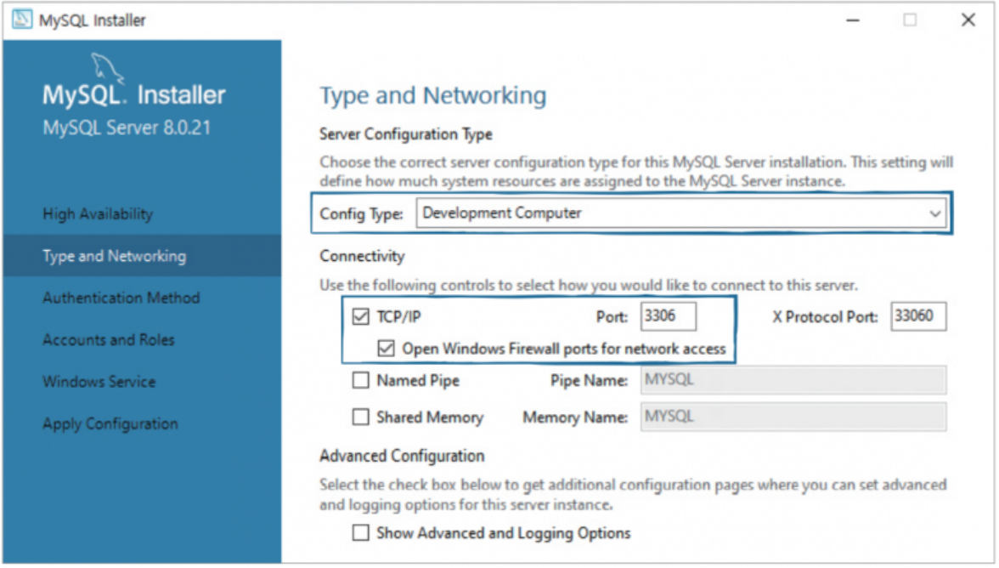 MySQL Installer
MySQL. Installer
MySQL Server 8.0.21
High Availability
Type and Networking
Authentication Method
Accounts and Roles
Windows Service
Apply Configuration
Type and Networking
Server Configuration Type
Choose the correct server configuration type for this MySQL Server installation. This setting will
define how much system resources are assigned to the MySQL Server instance.
Config Type: Development Computer
Connectivity
Use the following controls to select how you would like to connect to this server.
TCP/IP Port: 3306 X Protocol Port: 33060
Open Windows Firewall ports for network access
Named Pipe Pipe Name: MYSQL
Shared Memory Memory Name: MYSQL
Advanced Configuration
Select the check box below to get additional configuration pages where you can set advanced
and logging options for this server instance.
Show Advanced and Logging Options